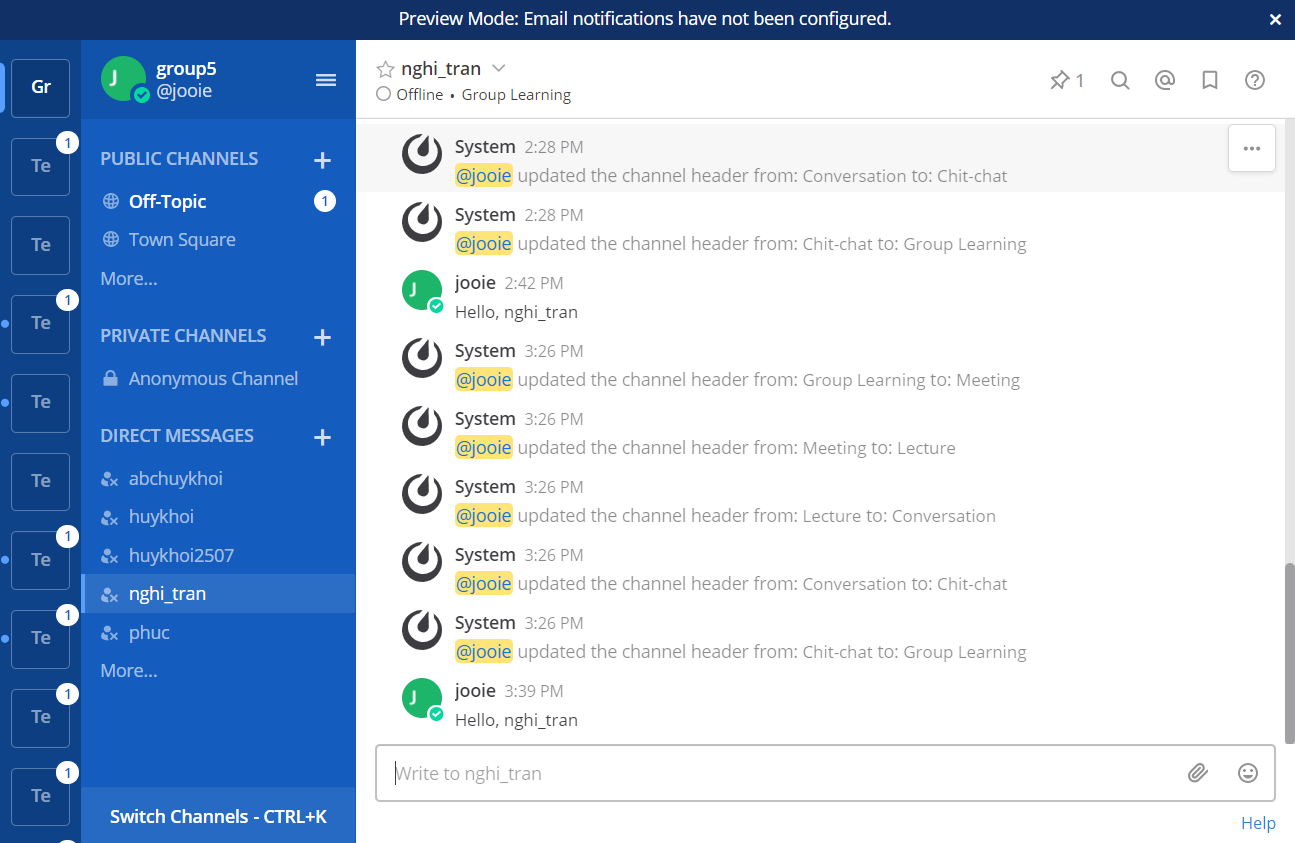 Preview Mode: Email notifications have not been configured. ×
Gr
Te 1
Te
Te 1
Te
Te
Te 1
Te 1
Te 1
Te 1
J
group5
@jooie
PUBLIC CHANNELS +
Off-Topic 1
Town Square
More...
PRIVATE CHANNELS +
Anonymous Channel
DIRECT MESSAGES +
abchuykhoi
huykhoi
huykhoi2507
nghi_tran
phuc
More...
Switch Channels - CTRL+K
nghi_tran
Offline • Group Learning
1
System 2:28 PM
@jooie updated the channel header from: Conversation to: Chit-chat
System 2:28 PM
@jooie updated the channel header from: Chit-chat to: Group Learning
J
jooie 2:42 PM
Hello, nghi_tran
System 3:26 PM
@jooie updated the channel header from: Group Learning to: Meeting
System 3:26 PM
@jooie updated the channel header from: Meeting to: Lecture
System 3:26 PM
@jooie updated the channel header from: Lecture to: Conversation
System 3:26 PM
@jooie updated the channel header from: Conversation to: Chit-chat
System 3:26 PM
@jooie updated the channel header from: Chit-chat to: Group Learning
J
jooie 3:39 PM
Hello, nghi_tran
Write to nghi_tran
Help